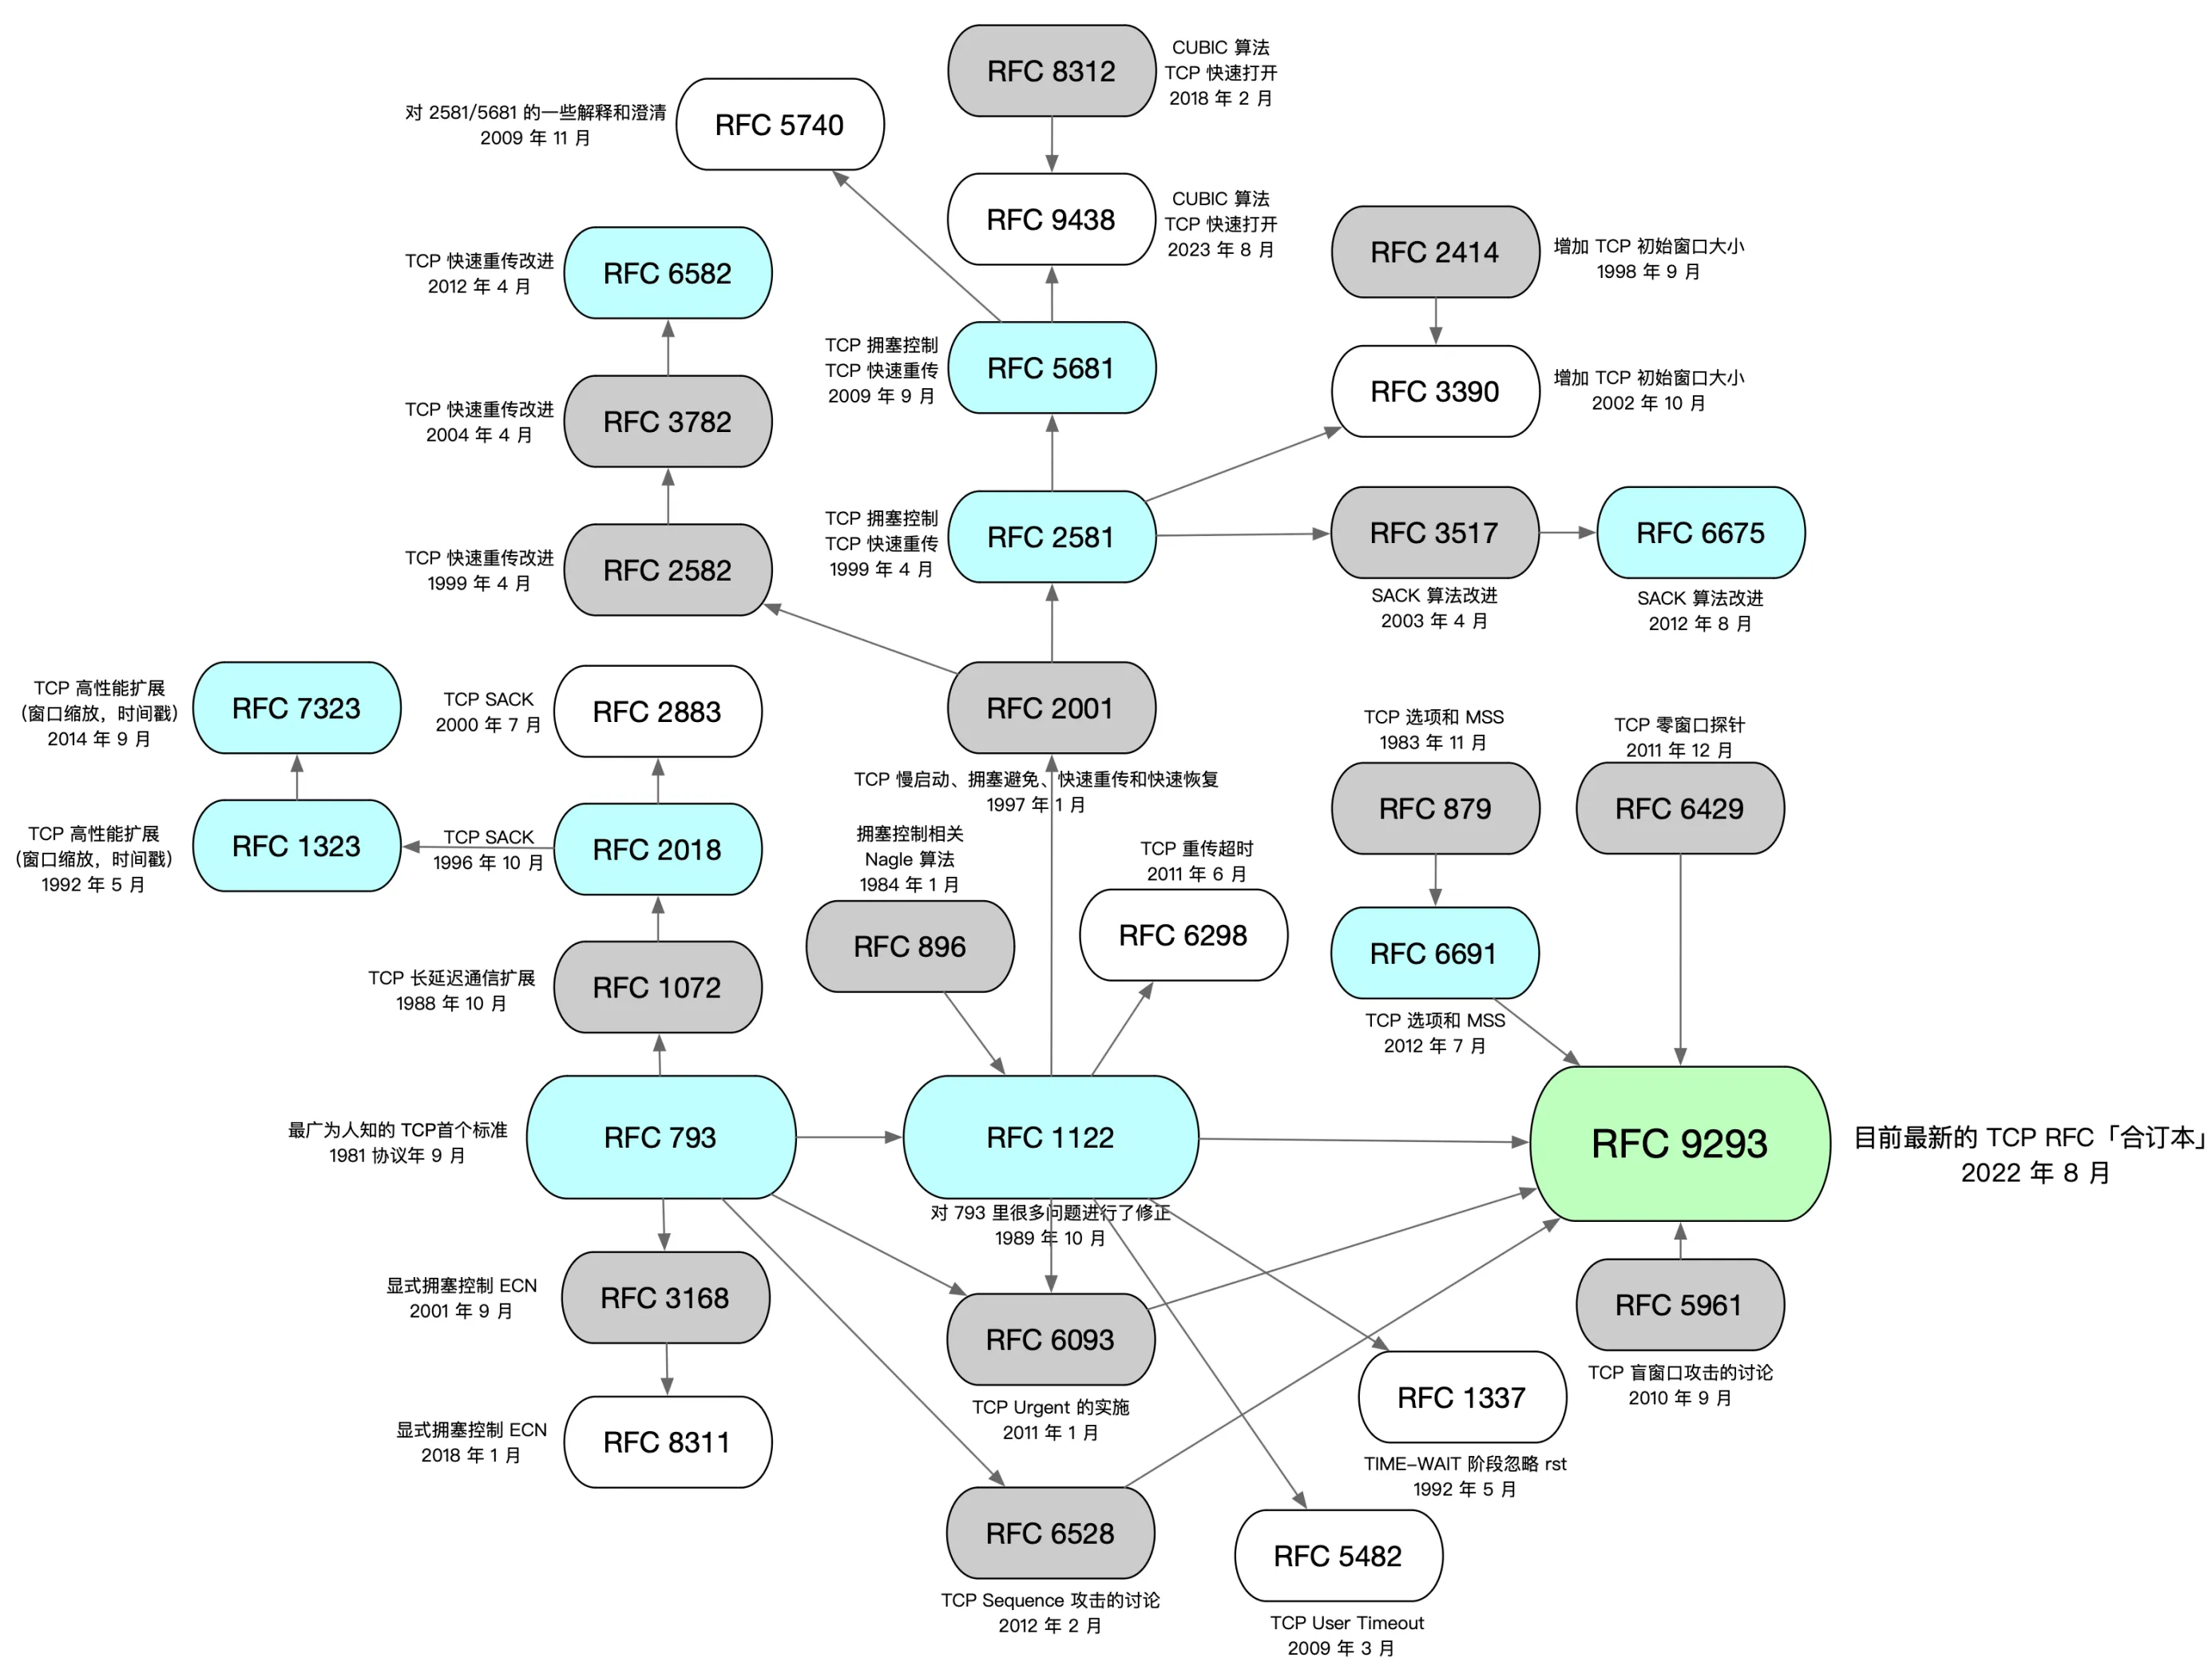 RFC 8312
CUBIC 算法
TCP 快速打开
2018 年 2 月
对 2581/5681 的一些解释和澄清
2009 年 11 月
RFC 5740
RFC 9438
CUBIC 算法
TCP 快速打开
2023 年 8 月
RFC 2414
增加 TCP 初始窗口大小
1998 年 9 月
TCP 快速重传改进
2012 年 4 月
RFC 6582
TCP 拥塞控制
TCP 快速重传
2009 年 9 月
RFC 5681
RFC 3390
增加 TCP 初始窗口大小
2002 年 10 月
TCP 快速重传改进
2004 年 4 月
RFC 3782
TCP 拥塞控制
TCP 快速重传
1999 年 4 月
RFC 2581
RFC 3517
SACK 算法改进
2003 年 4 月
RFC 6675
SACK 算法改进
2012 年 8 月
TCP 快速重传改进
1999 年 4 月
RFC 2582
TCP 高性能扩展
(窗口缩放，时间戳)
2014 年 9 月
RFC 7323
TCP SACK
2000 年 7 月
RFC 2883
RFC 2001
TCP 慢启动、拥塞避免、快速重传和快速恢复
1997 年 1 月
TCP 选项和 MSS
1983 年 11 月
RFC 879
TCP 零窗口探针
2011 年 12 月
RFC 6429
TCP 高性能扩展
(窗口缩放，时间戳)
1992 年 5 月
RFC 1323
TCP SACK
1996 年 10 月
RFC 2018
拥塞控制相关
Nagle 算法
1984 年 1 月
RFC 896
TCP 重传超时
2011 年 6 月
RFC 6298
RFC 6691
TCP 选项和 MSS
2012 年 7 月
TCP 长延迟通信扩展
1988 年 10 月
RFC 1072
最广为人知的 TCP首个标准
1981 协议年 9 月
RFC 793
RFC 1122
对 793 里很多问题进行了修正
1989 年 10 月
RFC 9293
目前最新的 TCP RFC「合订本」
2022 年 8 月
显式拥塞控制 ECN
2001 年 9 月
RFC 3168
RFC 6093
TCP Urgent 的实施
2011 年 1 月
RFC 5961
TCP 盲窗口攻击的讨论
2010 年 9 月
显式拥塞控制 ECN
2018 年 1 月
RFC 8311
RFC 1337
TIME-WAIT 阶段忽略 rst
1992 年 5 月
RFC 6528
TCP Sequence 攻击的讨论
2012 年 2 月
RFC 5482
TCP User Timeout
2009 年 3 月